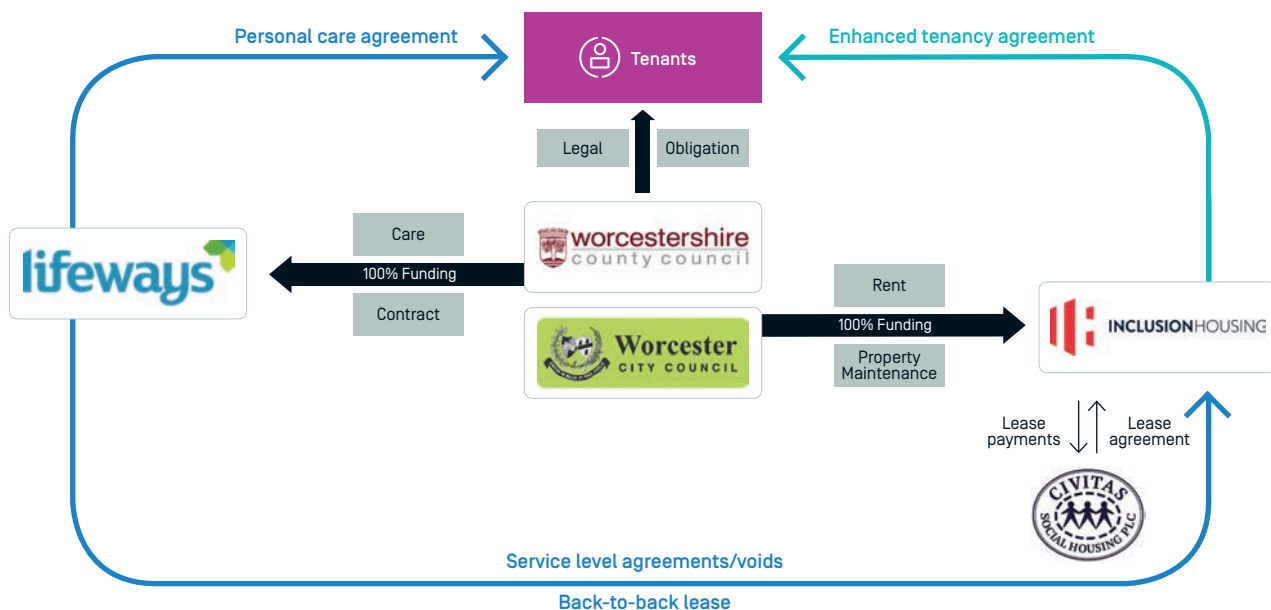 Personal care agreement
Tenants
Enhanced tenancy agreement
Legal
Obligation
lifeways
Care
100% Funding
Contract
worcestershire
county council
Worcester
CITY COUNCIL
Rent
100% Funding
Property
Maintenance
INCLUSIONHOUSING
Lease
payments
Lease
agreement
CIVITAS
SOCIAL HOUSING PLC
Service level agreements/voids
Back-to-back lease